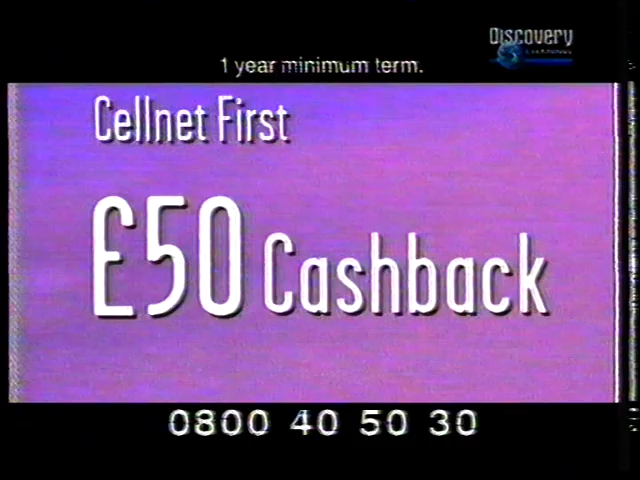 Discovery
1 year minimum term.
Cellnet First
£50 Cashback
0800 40 50 30